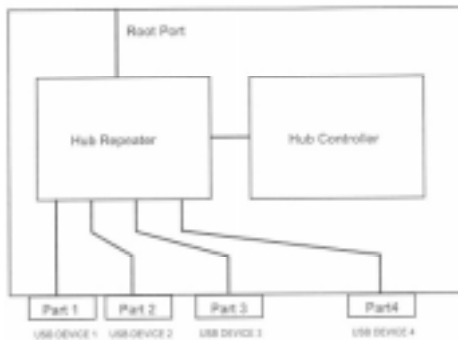 Root Port
Hub Repeater
Hub Controller
Part 1
Part 2
Part 3
Part4
USB DEVICE 1
USB DEVICE 2
USB DEVICE 3
USB DEVICE 4